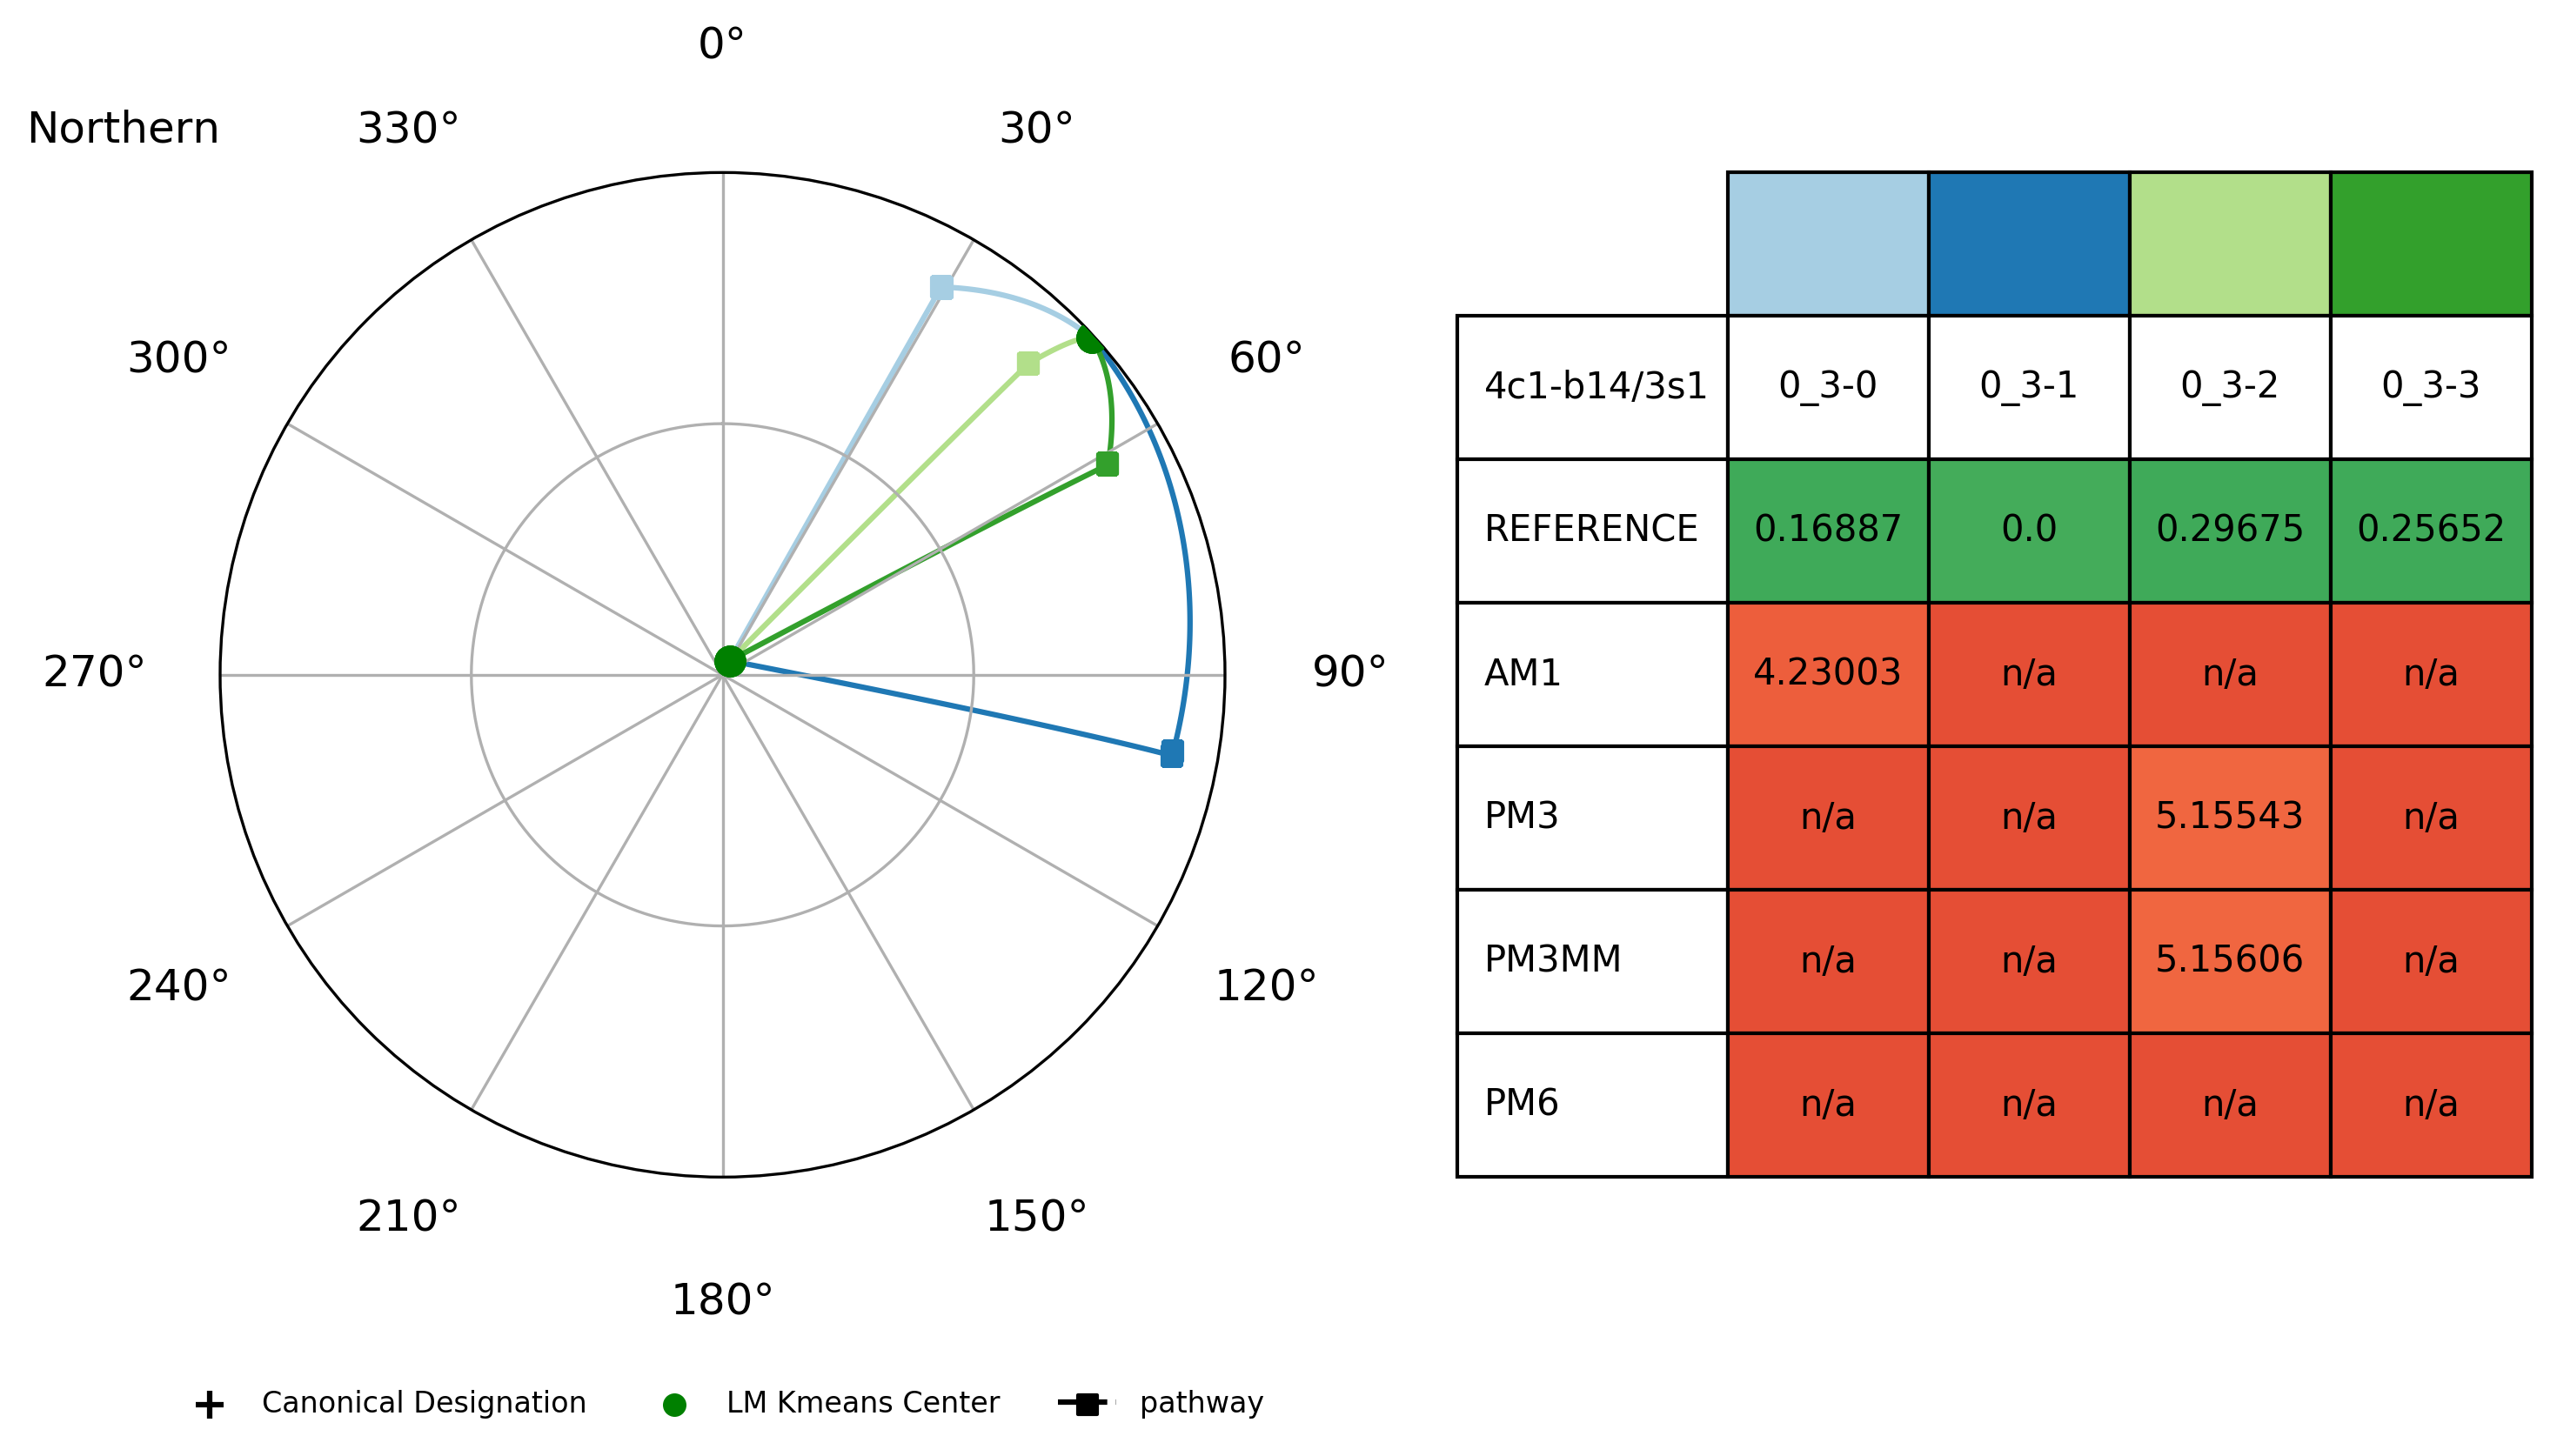 0°
Northern
330°
30°
300°
60°
270°
90°
240°
120°
210°
150°
180°
Canonical Designation
LM Kmeans Center
pathway
4c1-b14/3s1 0_3-0 0_3-1 0_3-2 0_3-3
REFERENCE 0.16887 0.0 0.29675 0.25652
AM1 4.23003 n/a n/a n/a
PM3 n/a n/a 5.15543 n/a
PM3MM n/a n/a 5.15606 n/a
PM6 n/a n/a n/a n/a